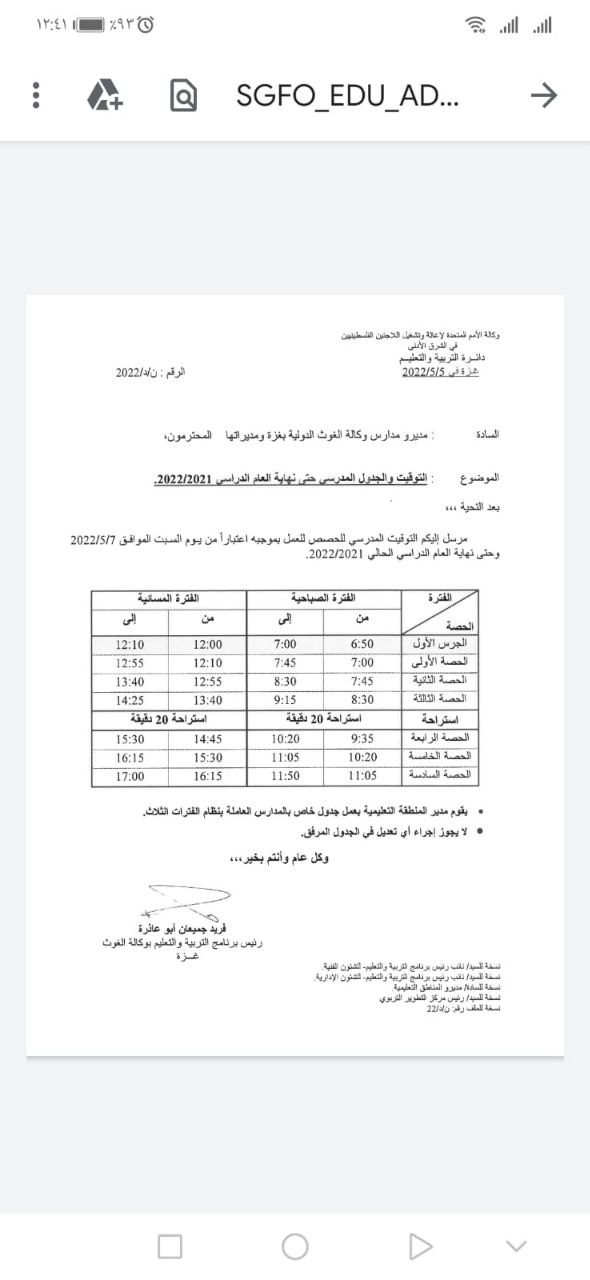 ١٢:٤١ ٪٩٣
SGFO_EDU_AD...
وكالة الأمم المتحدة لإغاثة وتشغيل اللاجئين الفلسطينيين
في الشرق الأدنى
دائرة التربية والتعليم
غزة في 2022/5/5
الرقم : ن/د/2022
السادة : مديرو مدارس وكالة الغوث الدولية بغزة ومديراتها المحترمون،
الموضوع : التوقيت والجدول المدرسي حتى نهاية العام الدراسي 2022/2021.
بعد التحية ،،،
مرسل إليكم التوقيت المدرسي للحصص للعمل بموجبه اعتباراً من يوم السبت الموافق 2022/5/7
وحتى نهاية العام الدراسي الحالي 2022/2021.
الفترة الفترة الصباحية الفترة المسائية
الحصة من إلى من إلى
الجرس الأول 6:50 7:00 12:00 12:10
الحصة الأولى 7:00 7:45 12:10 12:55
الحصة الثانية 7:45 8:30 12:55 13:40
الحصة الثالثة 8:30 9:15 13:40 14:25
استراحة استراحة 20 دقيقة استراحة 20 دقيقة
الحصة الرابعة 9:35 10:20 14:45 15:30
الحصة الخامسة 10:20 11:05 15:30 16:15
الحصة السادسة 11:05 11:50 16:15 17:00
• يقوم مدير المنطقة التعليمية بعمل جدول خاص بالمدارس العاملة بنظام الفترات الثلاث.
• لا يجوز إجراء أي تعديل في الجدول المرفق.
وكل عام وأنتم بخير،،،
فريد جميعان أبو عاذرة
رئيس برنامج التربية والتعليم بوكالة الغوث
غـزة
نسخة للسيد/ نائب رئيس برنامج التربية والتعليم- للشئون الفنية.
نسخة للسيد/ نائب رئيس برنامج التربية والتعليم- للشئون الإدارية.
نسخة للسادة/ مديرو المناطق التعليمية.
نسخة للسيد/ رئيس مركز التطوير التربوي
نسخة للملف رقم: ن/د/22